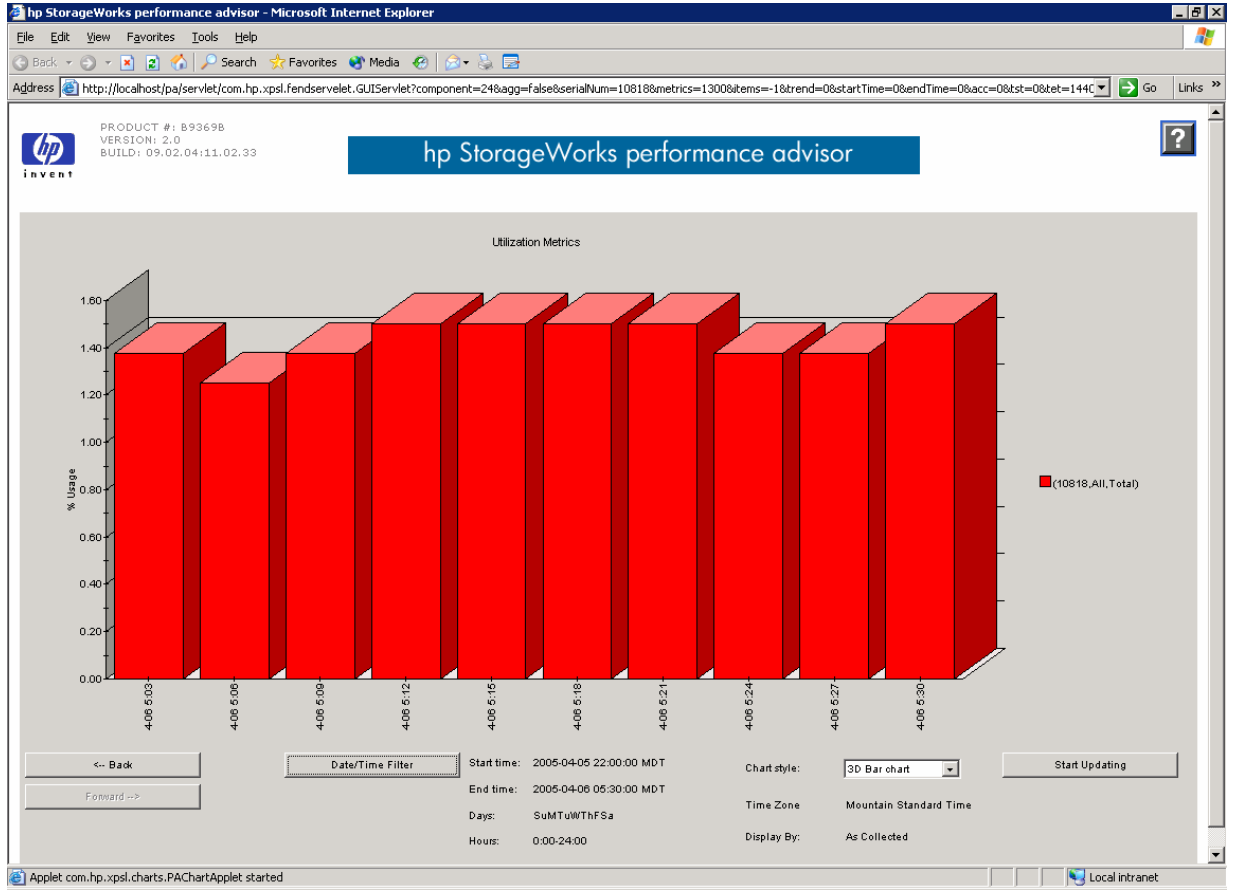 hp StorageWorks performance advisor - Microsoft Internet Explorer
File Edit View Favorites Tools Help
Back Search Favorites Media
Address http://localhost/pa/servlet/com.hp.xpsl.fendservelet.GUIServlet?component=24&agg=false&serialNum=10818&metrics=1300&items=-1&trend=0&startTime=0&endTime=0&acc=0&tst=0&tet=1440 Go Links »
hp
invent
PRODUCT #: B9369B
VERSION: 2.0
BUILD: 09.02.04:11.02.33
hp StorageWorks performance advisor
?
Utilization Metrics
% Usage
1.60
1.40
1.20
1.00
0.80
0.60
0.40
0.20
0.00
(10818,All,Total)
4-06 5:03
4-06 5:06
4-06 5:09
4-06 5:12
4-06 5:15
4-06 5:18
4-06 5:21
4-06 5:24
4-06 5:27
4-06 5:30
<-- Back
Forward -->
Date/Time Filter
Start time: 2005-04-05 22:00:00 MDT
End time: 2005-04-06 05:30:00 MDT
Days: SuMTuWThFSa
Hours: 0:00-24:00
Chart style: 3D Bar chart
Time Zone Mountain Standard Time
Display By: As Collected
Start Updating
Applet com.hp.xpsl.charts.PAChartApplet started
Local intranet